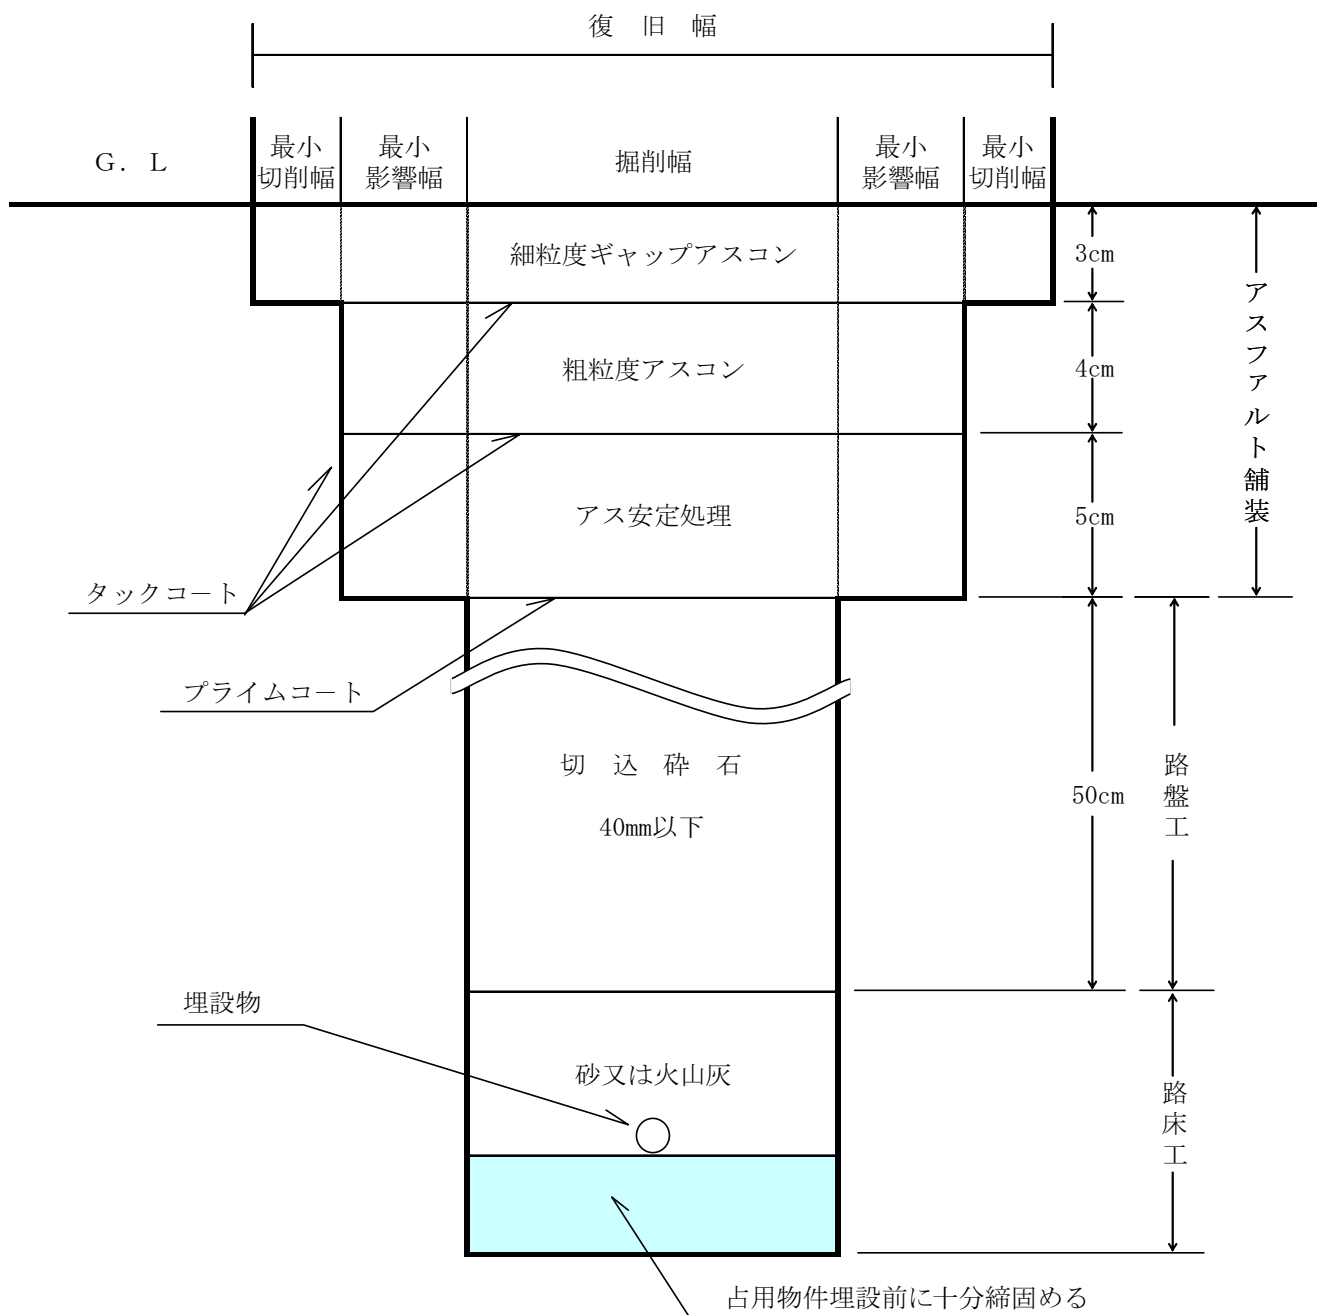 復　旧　幅
G. L
最小
切削幅
最小
影響幅
掘削幅
最小
影響幅
最小
切削幅
細粒度ギャップアスコン
3cm
粗粒度アスコン
4cm
アスファルト舗装
アス安定処理
5cm
タックコート
プライムコート
切　込　砕　石
40mm以下
50cm
路盤工
埋設物
砂又は火山灰
路床工
占用物件埋設前に十分締固める